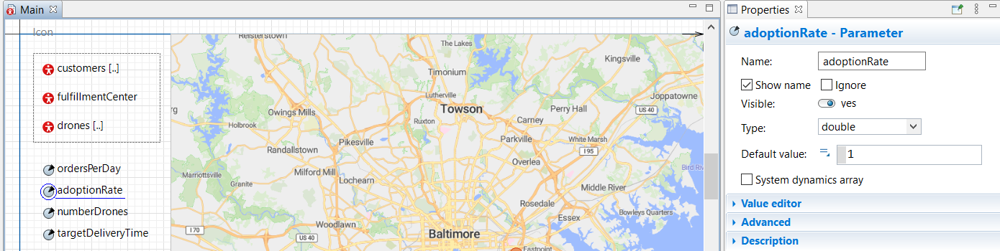 Main
Icon
customers [..]
fulfillmentCenter
drones [..]
ordersPerDay
adoptionRate
numberDrones
targetDeliveryTime
Reisterstown
The Lakes
Kingsville
Timonium
Joppatowne
Lutherville
Owings Mills
Towson
Perry Hall
US 40
rg
Holbrook
Ruxton
Carney
Pikesville
Parkville
White Marsh
Randallstown
195
Milford Mill
Overlea
Bird Riv
Marriottsville
Granite
Lochearn
Middle River
Rosedale
Bowleys Quarters
Essex
Woodlawn
170
US 40
Baltimore
Eastpoint
Properties
adoptionRate - Parameter
Name: adoptionRate
Show name Ignore
Visible: yes
Type: double
Default value: 1
System dynamics array
Value editor
Advanced
Description